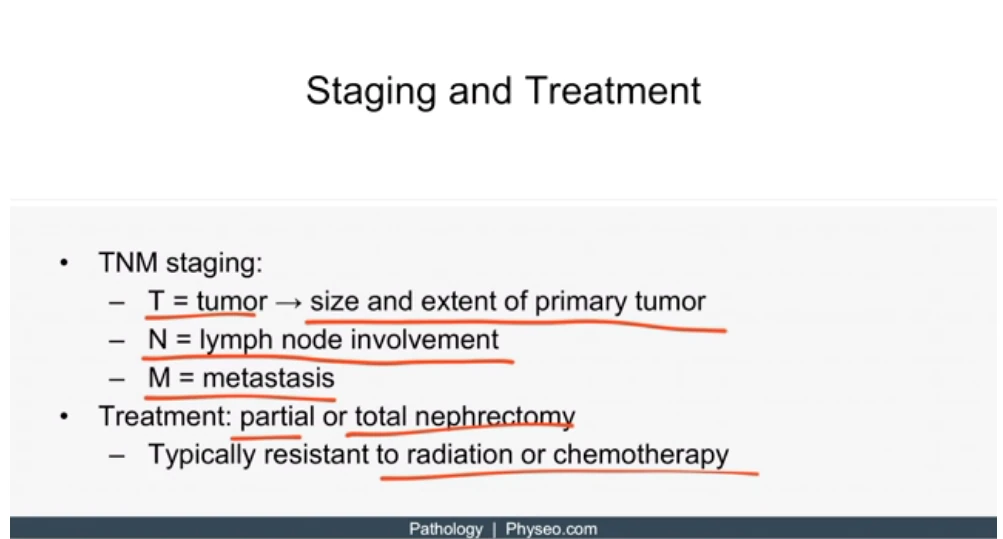 Staging and Treatment
• TNM staging:
– T = tumor → size and extent of primary tumor
– N = lymph node involvement
– M = metastasis
• Treatment: partial or total nephrectomy
– Typically resistant to radiation or chemotherapy
Pathology | Physeo.com